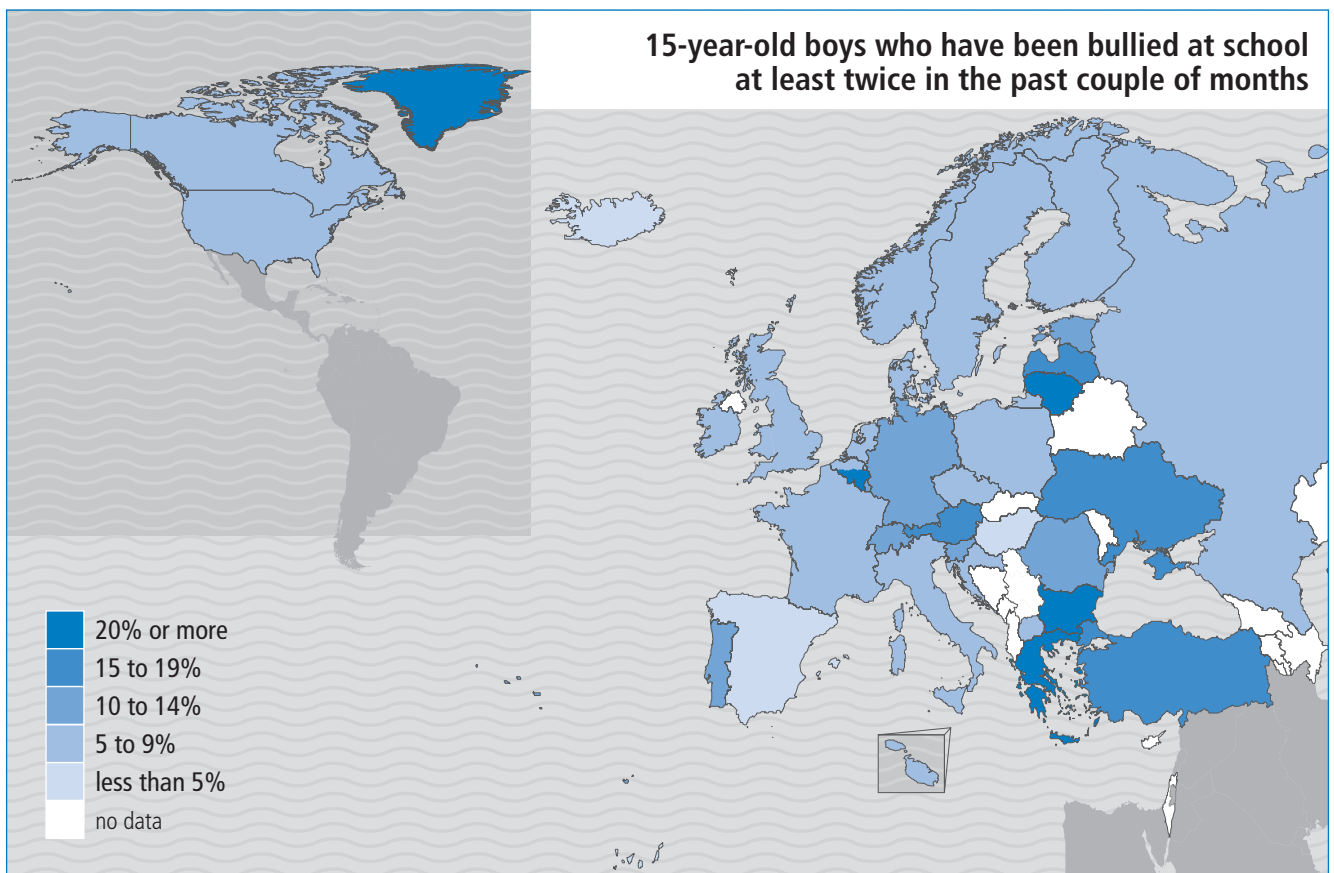 15-year-old boys who have been bullied at school
at least twice in the past couple of months
20% or more
15 to 19%
10 to 14%
5 to 9%
less than 5%
no data